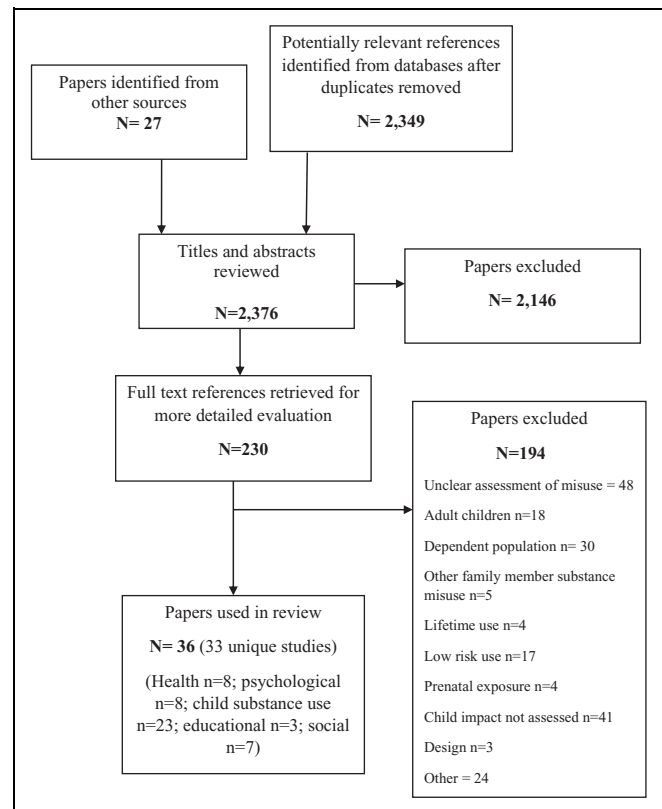 Papers identified from
other sources
N= 27
Potentially relevant references
identified from databases after
duplicates removed
N= 2,349
Titles and abstracts
reviewed
N=2,376
Papers excluded
N= 2,146
Full text references retrieved for
more detailed evaluation
N=230
Papers excluded
N=194
Unclear assessment of misuse = 48
Adult children n=18
Dependent population n= 30
Other family member substance
misuse n=5
Lifetime use n=4
Low risk use n=17
Prenatal exposure n=4
Child impact not assessed n=41
Design n=3
Other = 24
Papers used in review
N= 36 (33 unique studies)
(Health n=8; psychological
n=8; child substance use
n=23; educational n=3; social
n=7)